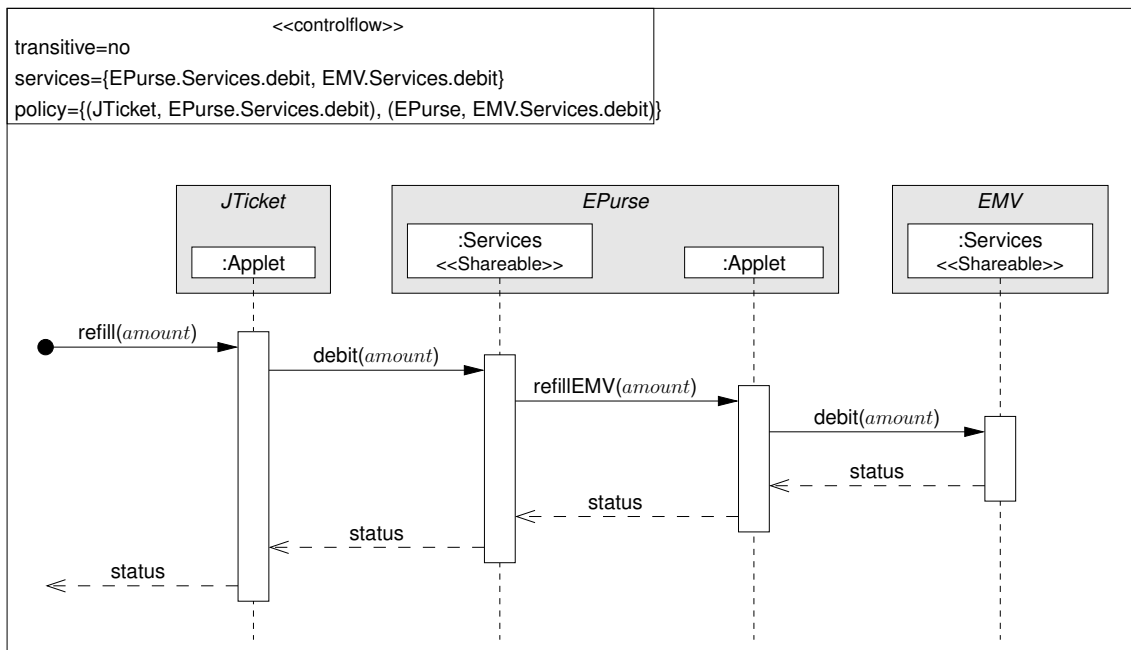 <<controlflow>>
transitive=no
services={EPurse.Services.debit, EMV.Services.debit}
policy={(JTicket, EPurse.Services.debit), (EPurse, EMV.Services.debit)}
JTicket
EPurse
EMV
:Applet
:Services
<<Shareable>>
:Applet
:Services
<<Shareable>>
refill(amount)
debit(amount)
refillEMV(amount)
debit(amount)
status
status
status
status